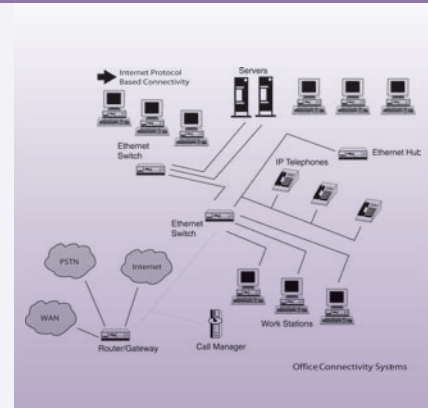 Internet Protocol
Based Connectivity
Servers
Ethernet
Switch
Ethernet Hub
IP Telephones
Ethernet
Switch
PSTN
Internet
WAN
Work Stations
Router/Gateway
Call Manager
Office Connectivity Systems